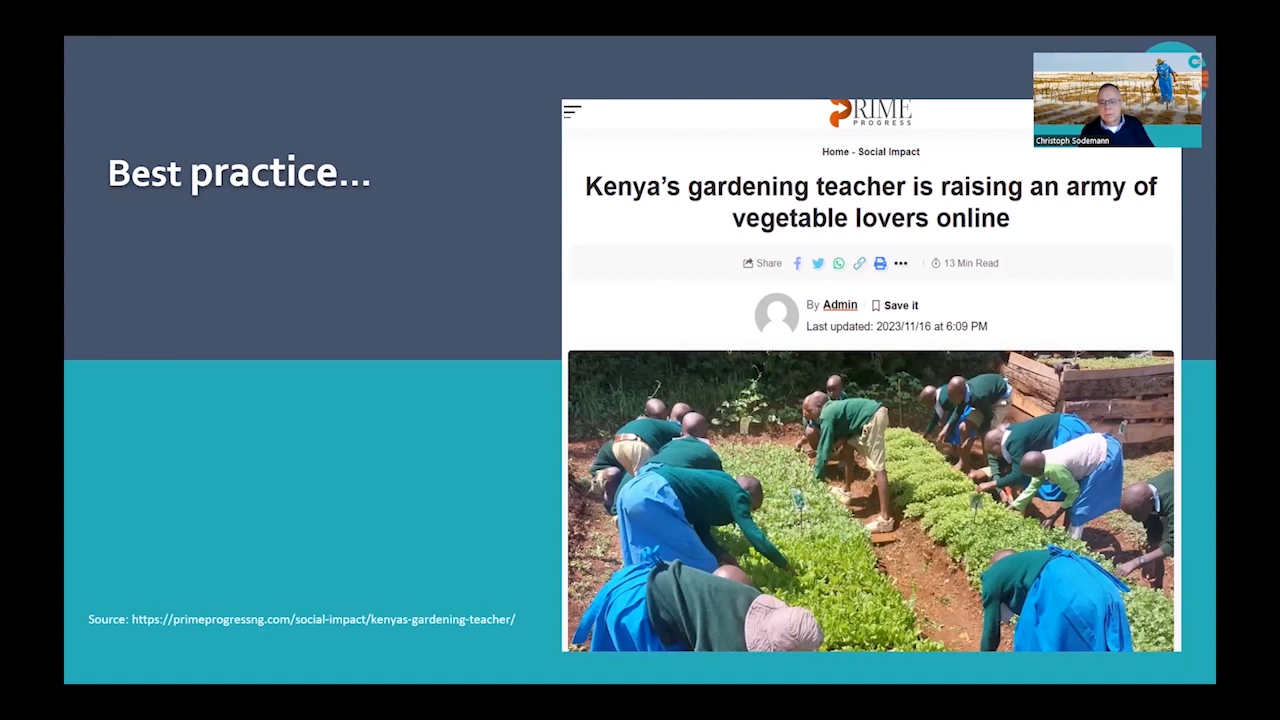 Best practice...
Source: https://primeprogressng.com/social-impact/kenyas-gardening-teacher/
PRIME
PROGRESS
Home - Social Impact
Kenya’s gardening teacher is raising an army of
vegetable lovers online
Share
13 Min Read
By Admin
Save it
Last updated: 2023/11/16 at 6:09 PM
Christoph Sodemann